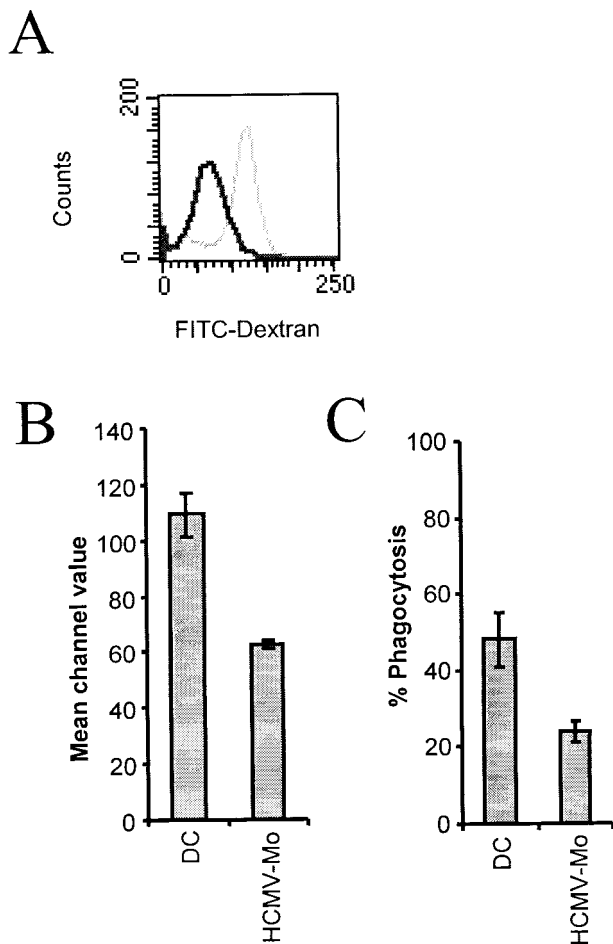 A
200
Counts
0
0
250
FITC-Dextran
B
Mean channel value
140
120
100
80
60
40
20
0
DC
HCMV-Mo
C
% Phagocytosis
100
80
60
40
20
0
DC
HCMV-Mo